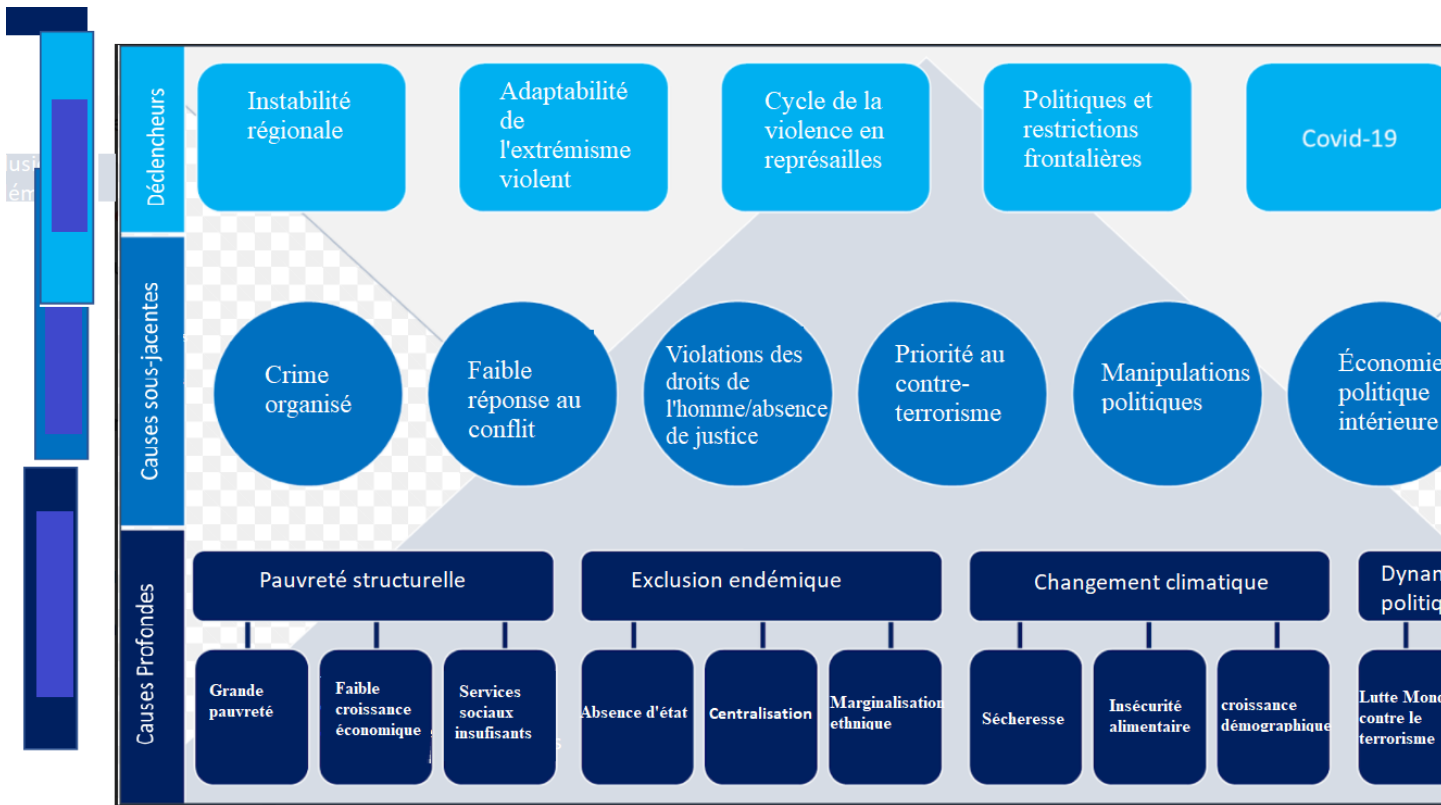 Déclencheurs
Instabilité
régionale
Adaptabilité
de
l'extrémisme
violent
Cycle de la
violence en
représailles
Politiques et
restrictions
frontalières
Covid-19
Causes sous-jacentes
Crime
organisé
Faible
réponse au
conflit
Violations des
droits de
l'homme/absence
de justice
Priorité au
contre-
terrorisme
Manipulations
politiques
Économie
politique
intérieure
Causes Profondes
Pauvreté structurelle
Grande
pauvreté
Faible
croissance
économique
Services
sociaux
insufisants
Exclusion endémique
Absence d'état
Centralisation
Marginalisation
ethnique
Changement climatique
Sécheresse
Insécurité
alimentaire
croissance
démographique
Lutte
contre le
terrorisme